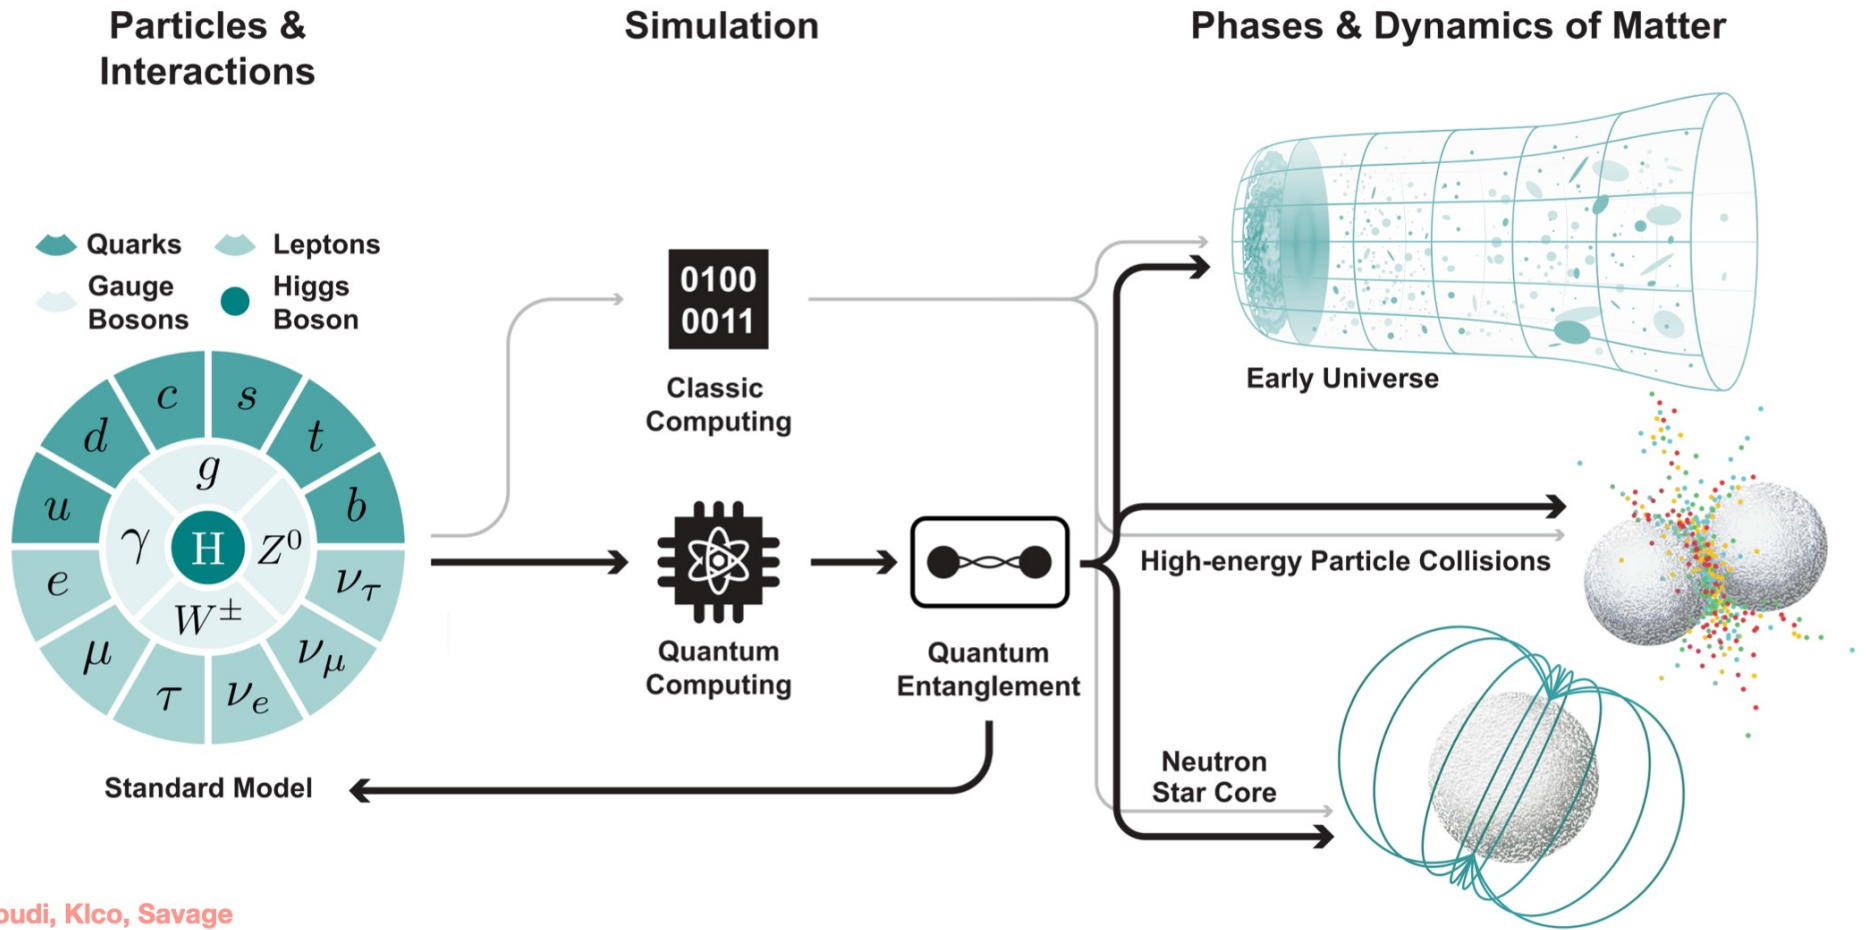 Particles &
Interactions
Simulation
Phases & Dynamics of Matter
Quarks
Leptons
Gauge
Bosons
Higgs
Boson
c
s
d
t
u
b
g
γ
H
Z⁰
W±
e
ν_τ
μ
ν_μ
τ
ν_e
Standard Model
0100
0011
Classic
Computing
Quantum
Computing
Quantum
Entanglement
Early Universe
High-energy Particle Collisions
Neutron
Star Core
Klco, Savage